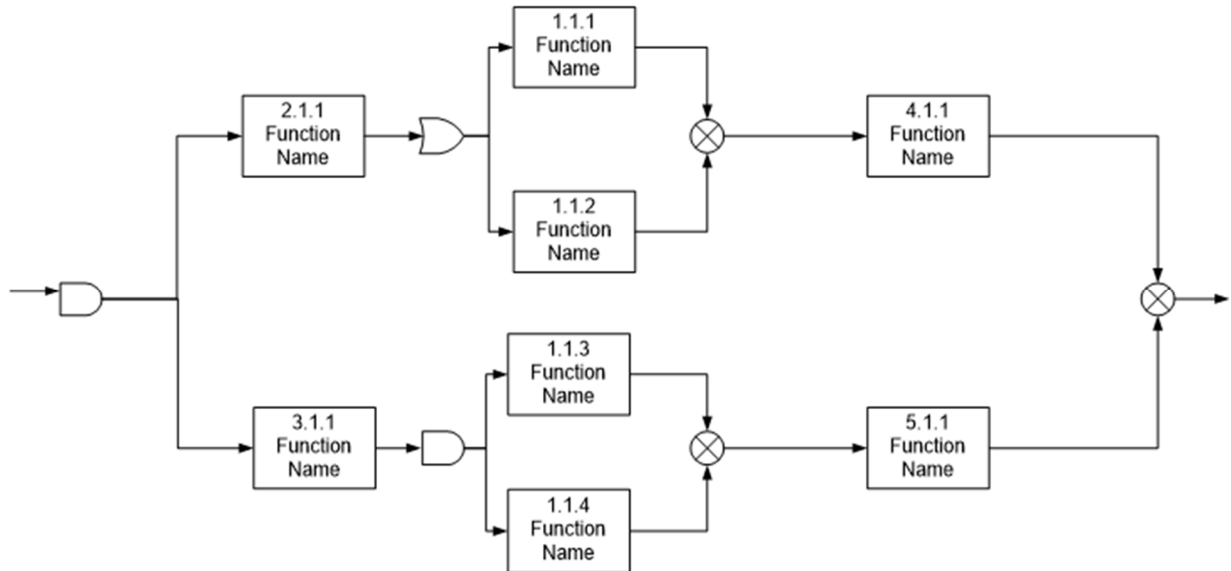 1.1.1
Function
Name
2.1.1
Function
Name
4.1.1
Function
Name
1.1.2
Function
Name
1.1.3
Function
Name
3.1.1
Function
Name
5.1.1
Function
Name
1.1.4
Function
Name